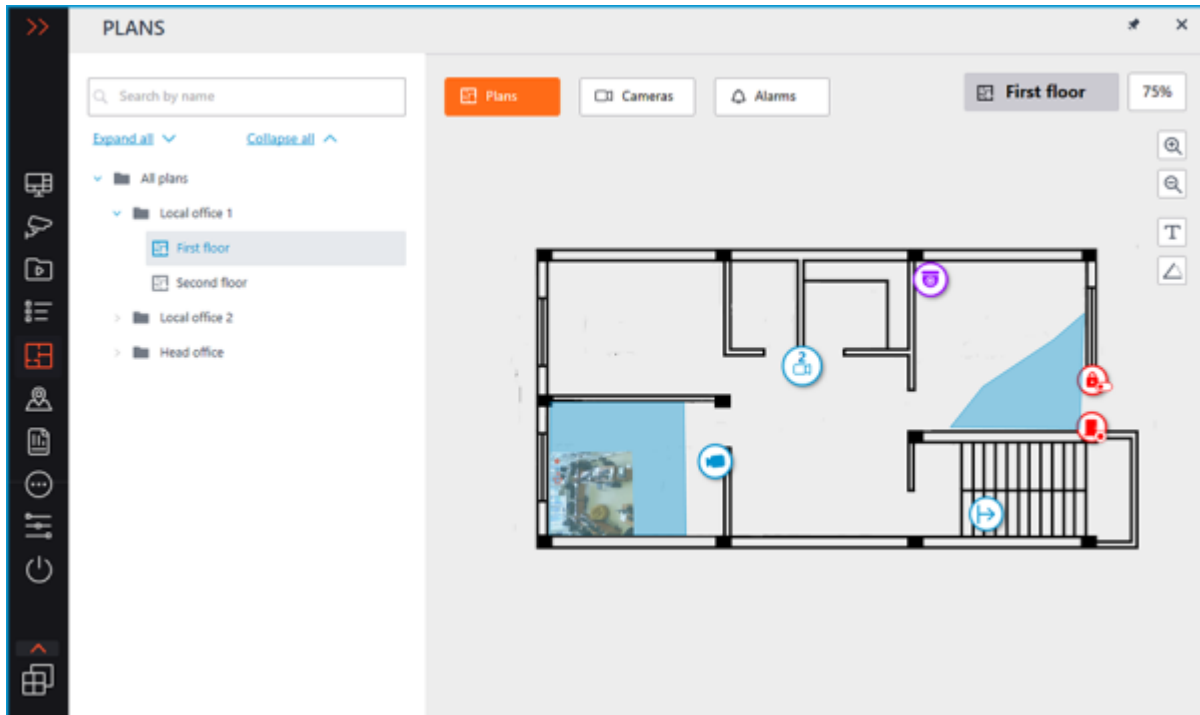 PLANS
Search by name
Expand all Collapse all
All plans
Local office 1
First floor
Second floor
Local office 2
Head office
Plans Cameras Alarms First floor 75%
T
2